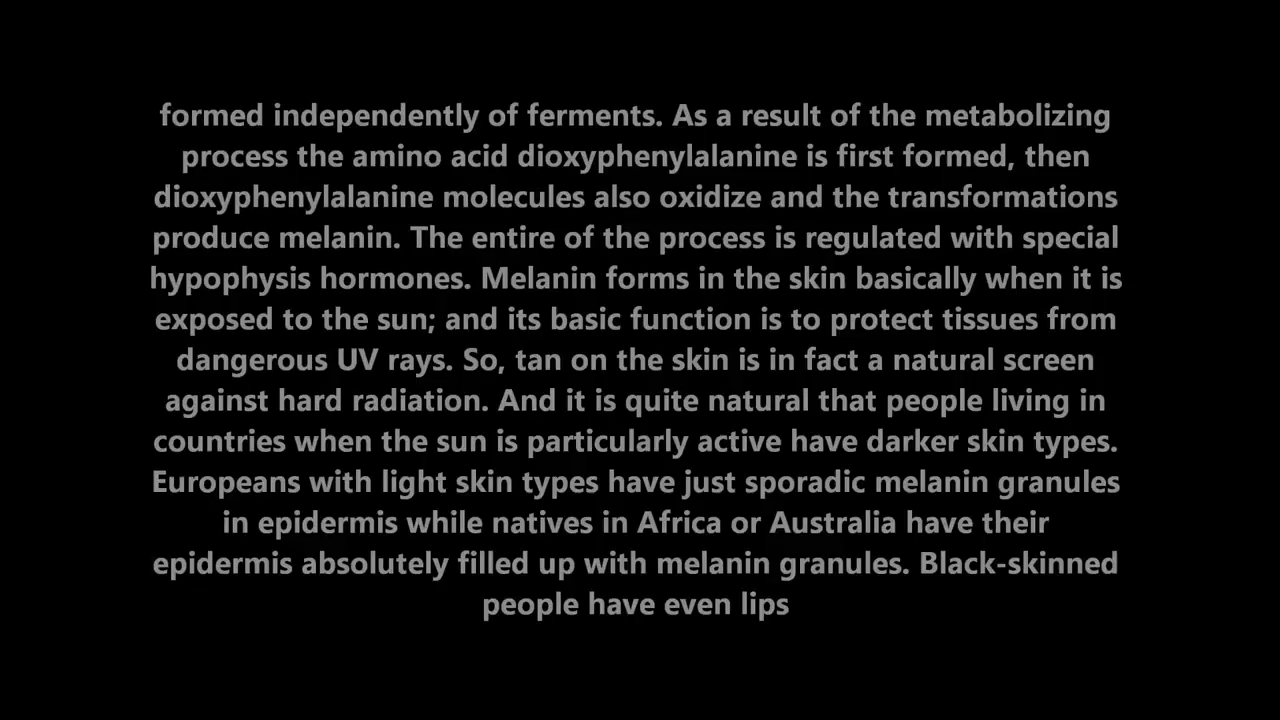 formed independently of ferments. As a result of the metabolizing
process the amino acid dioxyphenylalanine is first formed, then
dioxyphenylalanine molecules also oxidize and the transformations
produce melanin. The entire of the process is regulated with special
hypophysis hormones. Melanin forms in the skin basically when it is
exposed to the sun; and its basic function is to protect tissues from
dangerous UV rays. So, tan on the skin is in fact a natural screen
against hard radiation. And it is quite natural that people living in
countries when the sun is particularly active have darker skin types.
Europeans with light skin types have just sporadic melanin granules
in epidermis while natives in Africa or Australia have their
epidermis absolutely filled up with melanin granules. Black-skinned
people have even lips